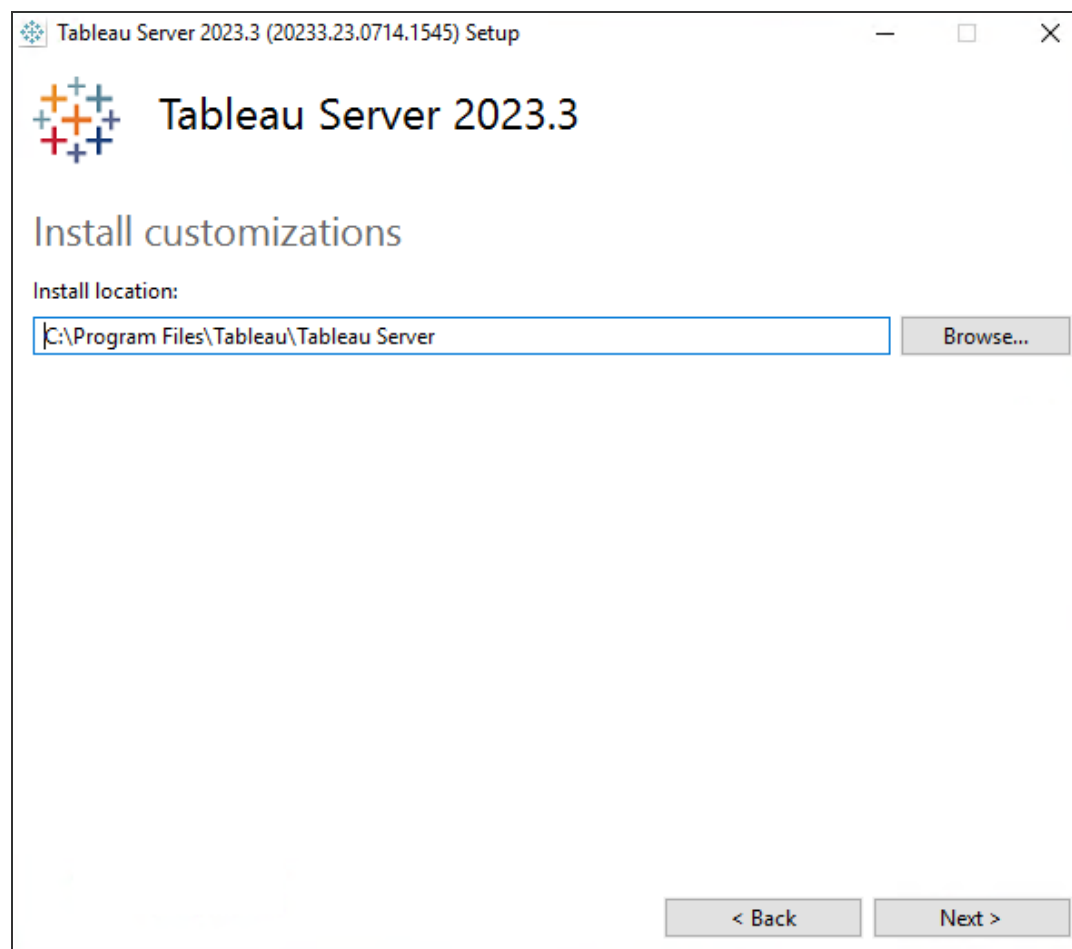 Tableau Server 2023.3 (20233.23.0714.1545) Setup
Tableau Server 2023.3
Install customizations
Install location:
C:\Program Files\Tableau\Tableau Server
Browse...
< Back
Next >